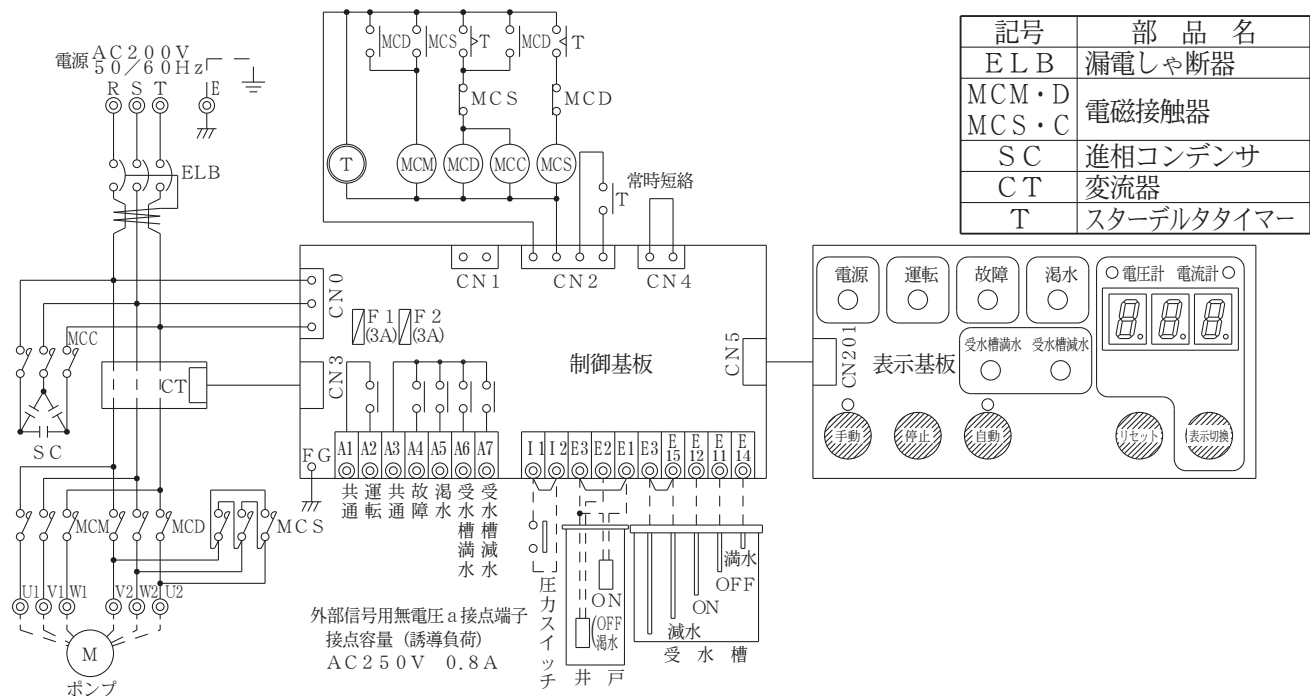 電源 AC200V
50/60Hz
R S T E
ELB
MCD MCS T MCD T
MCS MCD
T MCM MCD MCC MCS
T
常時短絡
記号 部品名
ELB 漏電しゃ断器
MCM・D
MCS・C
電磁接触器
SC 進相コンデンサ
CT 変流器
T スターデルタタイマー
CN0 CN1 CN2 CN4
F1
(3A)
F2
(3A)
MCC
SC
CT
CN3
制御基板
CN5
CN201
表示基板
電源 運転 故障 渇水
電圧計 電流計
8.8.8.
受水槽満水 受水槽減水
手動 停止 自動 リセット 表示切換
FG
A1 A2 A3 A4 A5 A6 A7
共通 運転 共通 故障 渇水 受水槽満水 受水槽減水
I1 I2 E3 E2 E1 E3 E15 E12 E11 E14
MCM MCD MCS
U1 V1 W1 V2 W2 U2
M
ポンプ
外部信号用無電圧a接点端子
接点容量(誘導負荷)
AC250V 0.8A
圧力スイッチ
ON
(OFF
渇水
井戸
満水
OFF
ON
減水
受水槽